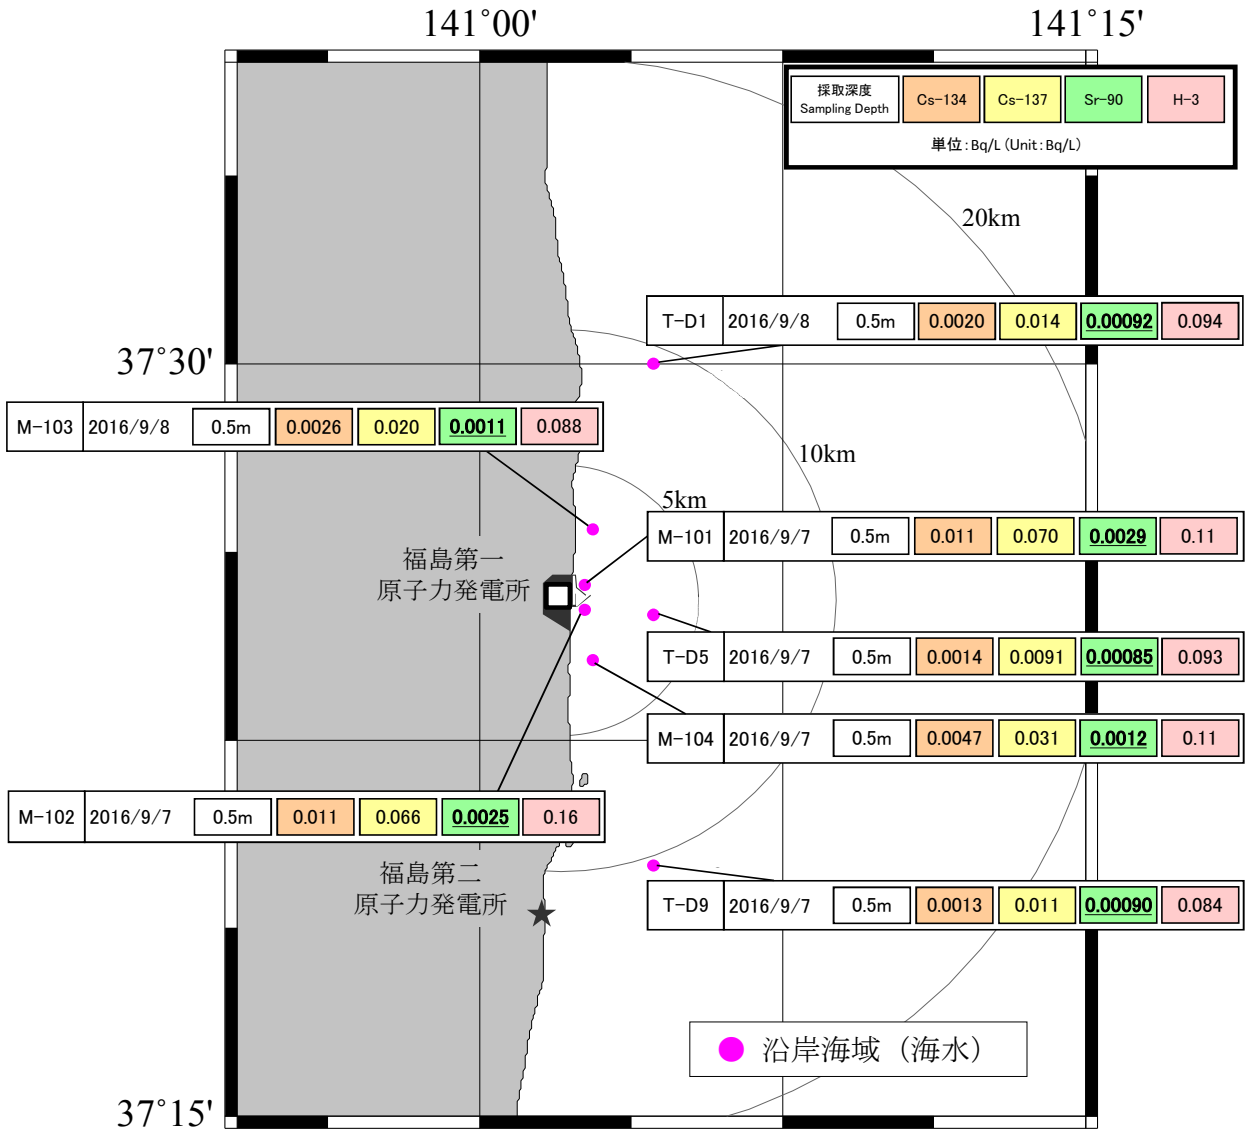 141°00'
141°15'
採取深度
Sampling Depth
Cs-134
Cs-137
Sr-90
H-3
単位:Bq/L (Unit:Bq/L)
20km
T-D1 2016/9/8 0.5m 0.0020 0.014 0.00092 0.094
37°30'
M-103 2016/9/8 0.5m 0.0026 0.020 0.0011 0.088
10km
5km
M-101 2016/9/7 0.5m 0.011 0.070 0.0029 0.11
福島第一
原子力発電所
T-D5 2016/9/7 0.5m 0.0014 0.0091 0.00085 0.093
M-104 2016/9/7 0.5m 0.0047 0.031 0.0012 0.11
M-102 2016/9/7 0.5m 0.011 0.066 0.0025 0.16
福島第二
原子力発電所
T-D9 2016/9/7 0.5m 0.0013 0.011 0.00090 0.084
沿岸海域(海水)
37°15'